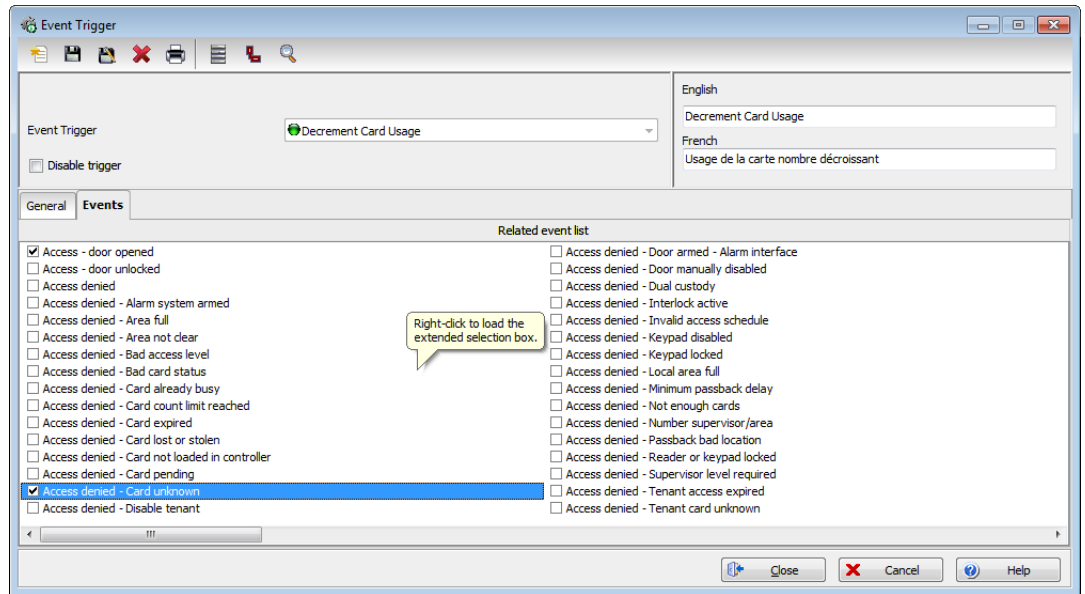 Event Trigger
English
Decrement Card Usage
Event Trigger
Decrement Card Usage
French
Usage de la carte nombre décroissant
Disable trigger
General
Events
Related event list
Access - door opened
Access - door unlocked
Access denied
Access denied - Alarm system armed
Access denied - Area full
Access denied - Area not clear
Access denied - Bad access level
Access denied - Bad card status
Access denied - Card already busy
Access denied - Card count limit reached
Access denied - Card expired
Access denied - Card lost or stolen
Access denied - Card not loaded in controller
Access denied - Card pending
Access denied - Card unknown
Access denied - Disable tenant
Right-click to load the
extended selection box.
Access denied - Door armed - Alarm interface
Access denied - Door manually disabled
Access denied - Dual custody
Access denied - Interlock active
Access denied - Invalid access schedule
Access denied - Keypad disabled
Access denied - Keypad locked
Access denied - Local area full
Access denied - Minimum passback delay
Access denied - Not enough cards
Access denied - Number supervisor/area
Access denied - Passback bad location
Access denied - Reader or keypad locked
Access denied - Supervisor level required
Access denied - Tenant access expired
Access denied - Tenant card unknown
Close
Cancel
Help